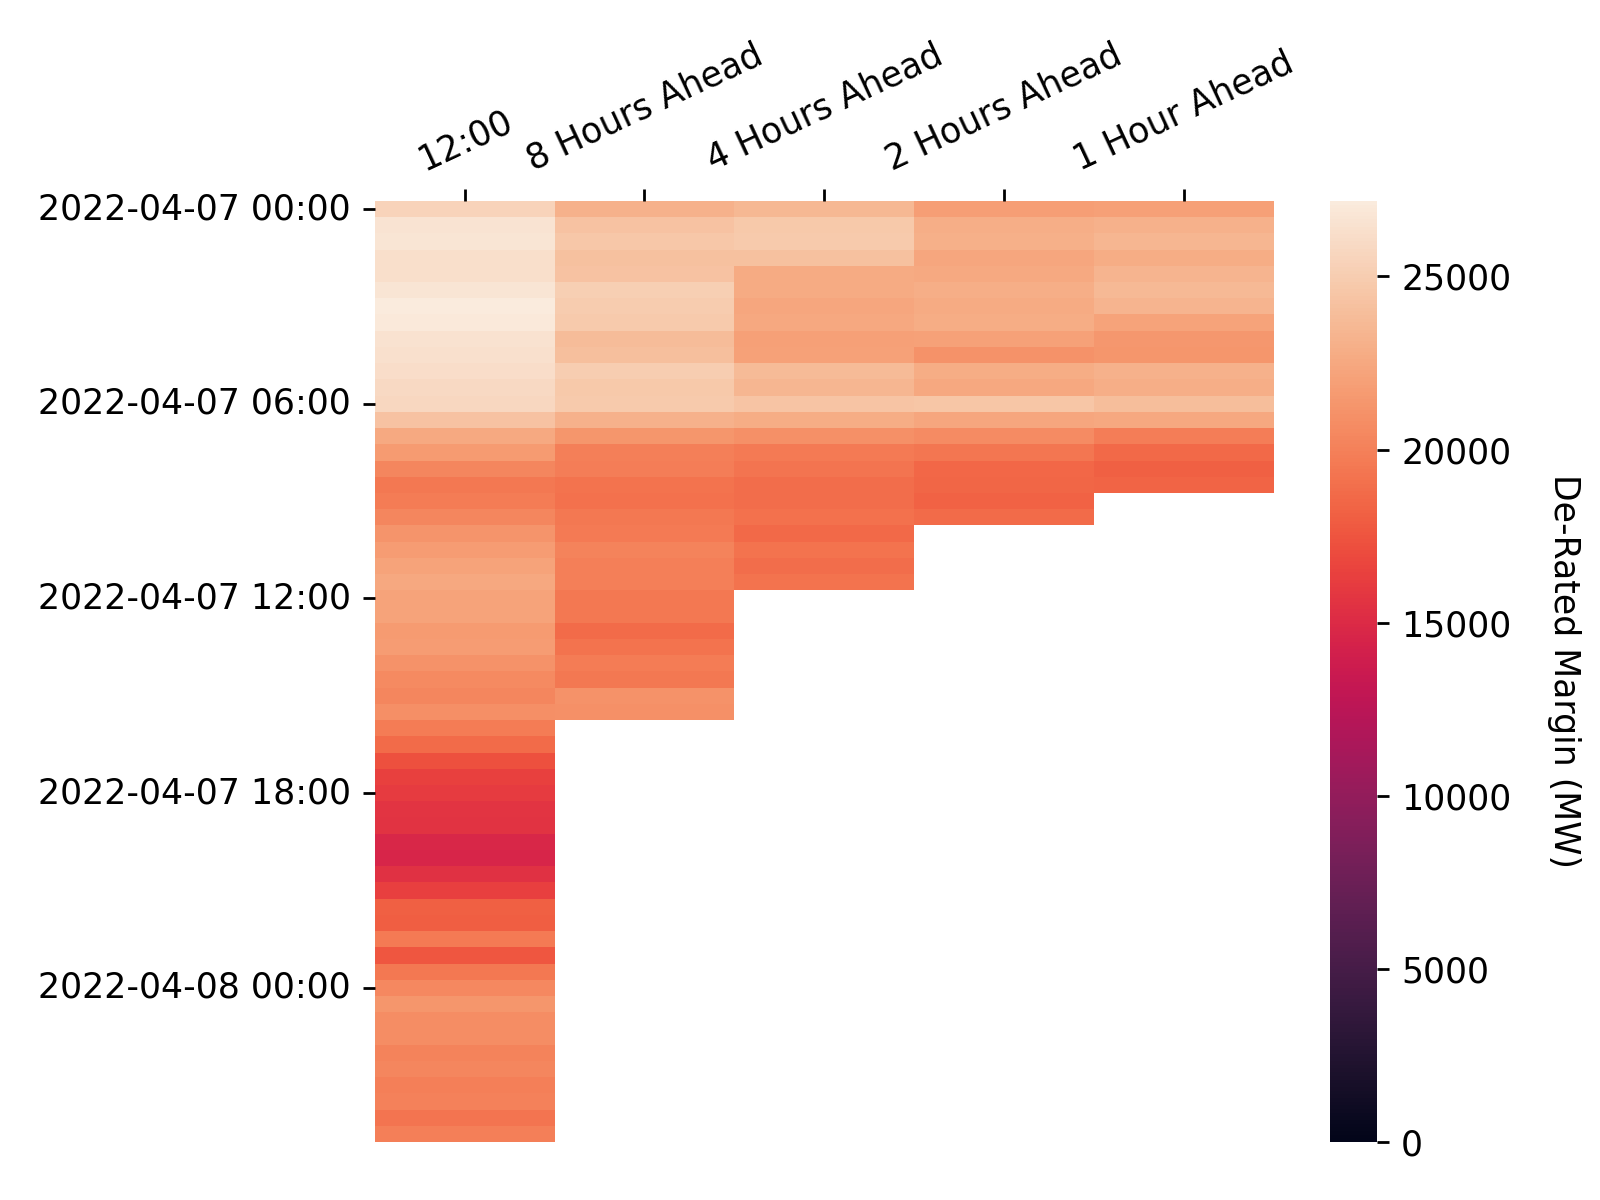 12:00
8 Hours Ahead
4 Hours Ahead
2 Hours Ahead
1 Hour Ahead
2022-04-07 00:00
2022-04-07 06:00
2022-04-07 12:00
2022-04-07 18:00
2022-04-08 00:00
25000
20000
15000
10000
5000
0
De-Rated Margin (MW)